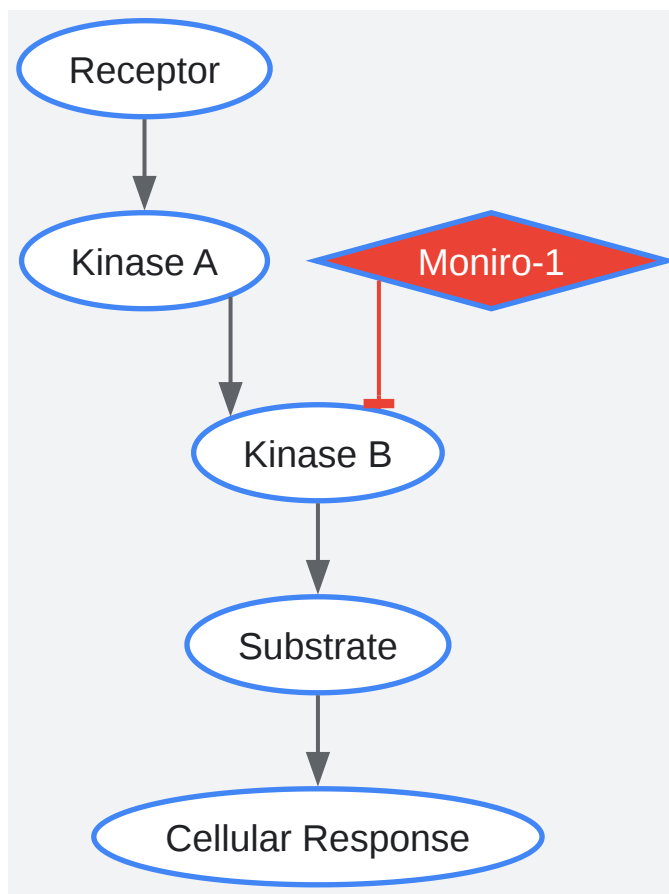 Receptor
Kinase A
Moniro-1
Kinase B
Substrate
Cellular Response